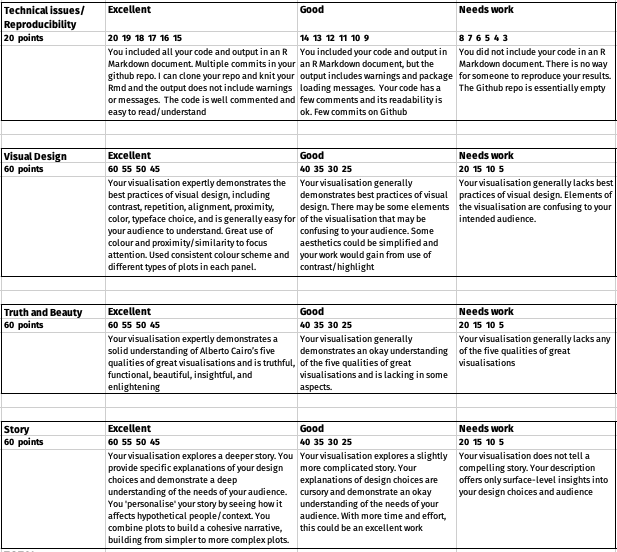 Technical issues/ Excellent Good Needs work
Reproducibility
20 points 20 19 18 17 16 15 14 13 12 11 10 9 8 7 6 5 4 3
You included all your code and output in an R
Markdown document. Multiple commits in your
github repo. I can clone your repo and knit your
Rmd and the output does not include warnings
or messages. The code is well commented and
easy to read/understand
You included your code and output in
an R Markdown document, but the
output includes warnings and package
loading messages. Your code has a
few comments and its readability is
ok. Few commits on Github
You did not include your code in an R
Markdown document. There is no way
for someone to reproduce your results.
The Github repo is essentially empty
Visual Design Excellent Good Needs work
60 points 60 55 50 45 40 35 30 25 20 15 10 5
Your visualisation expertly demonstrates the
best practices of visual design, including
contrast, repetition, alignment, proximity,
color, typeface choice, and is generally easy for
your audience to understand. Great use of
colour and proximity/similarity to focus
attention. Used consistent colour scheme and
different types of plots in each panel.
Your visualisation generally
demonstrates best practices of visual
design. There may be some elements
of the visualisation that may be
confusing to your audience. Some
aesthetics could be simplified and
your work would gain from use of
contrast/highlight
Your visualisation generally lacks best
practices of visual design. Elements of
the visualisation are confusing to your
intended audience.
Truth and Beauty Excellent Good Needs work
60 points 60 55 50 45 40 35 30 25 20 15 10 5
Your visualisation expertly demonstrates a
solid understanding of Alberto Cairo's five
qualities of great visualisations and is truthful,
functional, beautiful, insightful, and
enlightening
Your visualisation generally
demonstrates an okay understanding
of the five qualities of great
visualisations and is lacking in some
aspects.
Your visualisation generally lacks any
of the five qualities of great
visualisations
Story Excellent Good Needs work
60 points 60 55 50 45 40 35 30 25 20 15 10 5
Your visualisation explores a deeper story. You
provide specific explanations of your design
choices and demonstrate a deep
understanding of the needs of your audience.
You 'personalise' your story by seeing how it
affects hypothetical people/context. You
combine plots to build a cohesive narrative,
building from simpler to more complex plots.
Your visualisation explores a slightly
more complicated story. Your
explanations of design choices are
cursory and demonstrate an okay
understanding of the needs of your
audience. With more time and effort,
this could be an excellent work
Your visualisation does not tell a
compelling story. Your description
offers only surface-level insights into
your design choices and audience